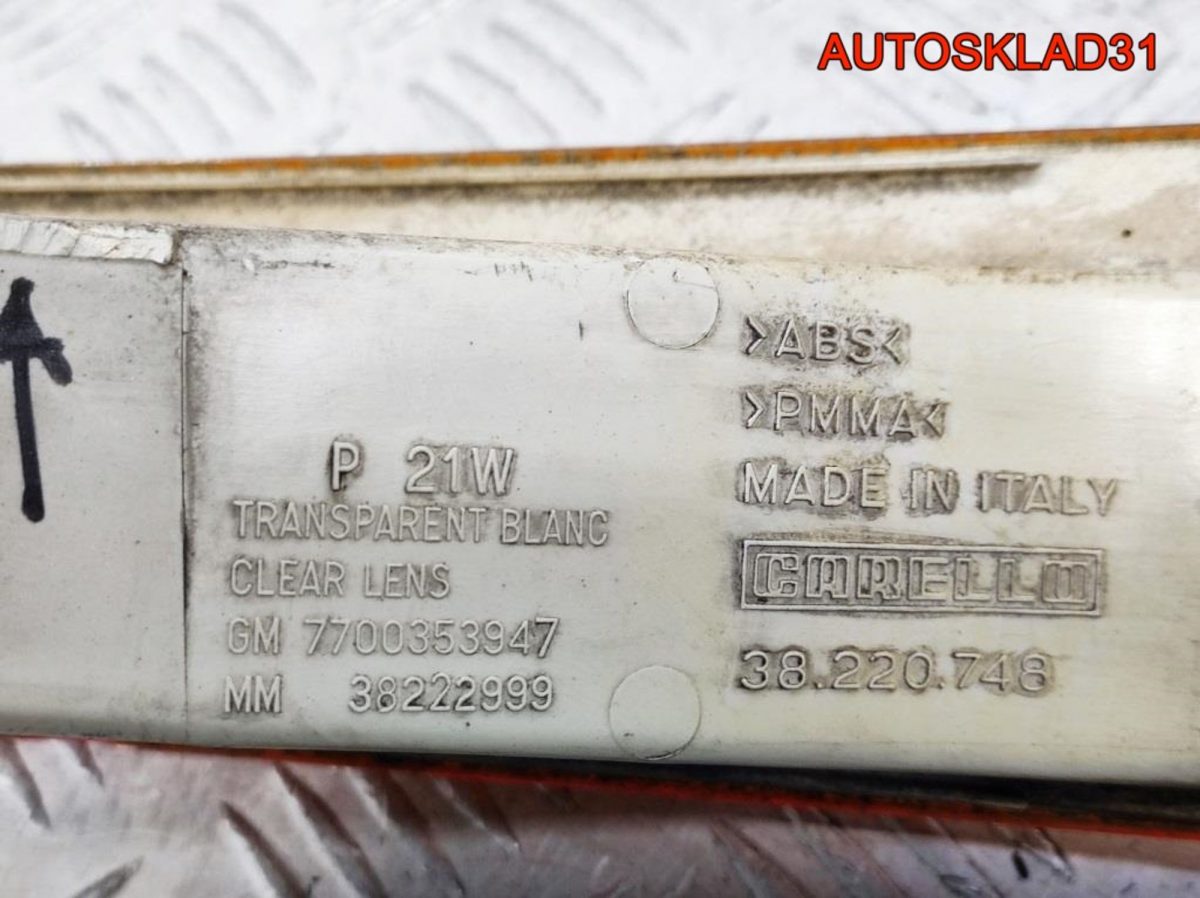 AUTOSKLAD31
>ABS<
>PMMA<
MADE IN ITALY
CARELLO
38.220.748
P 21W
TRANSPARENT BLANC
CLEAR LENS
GM 7700353947
MM 38222999